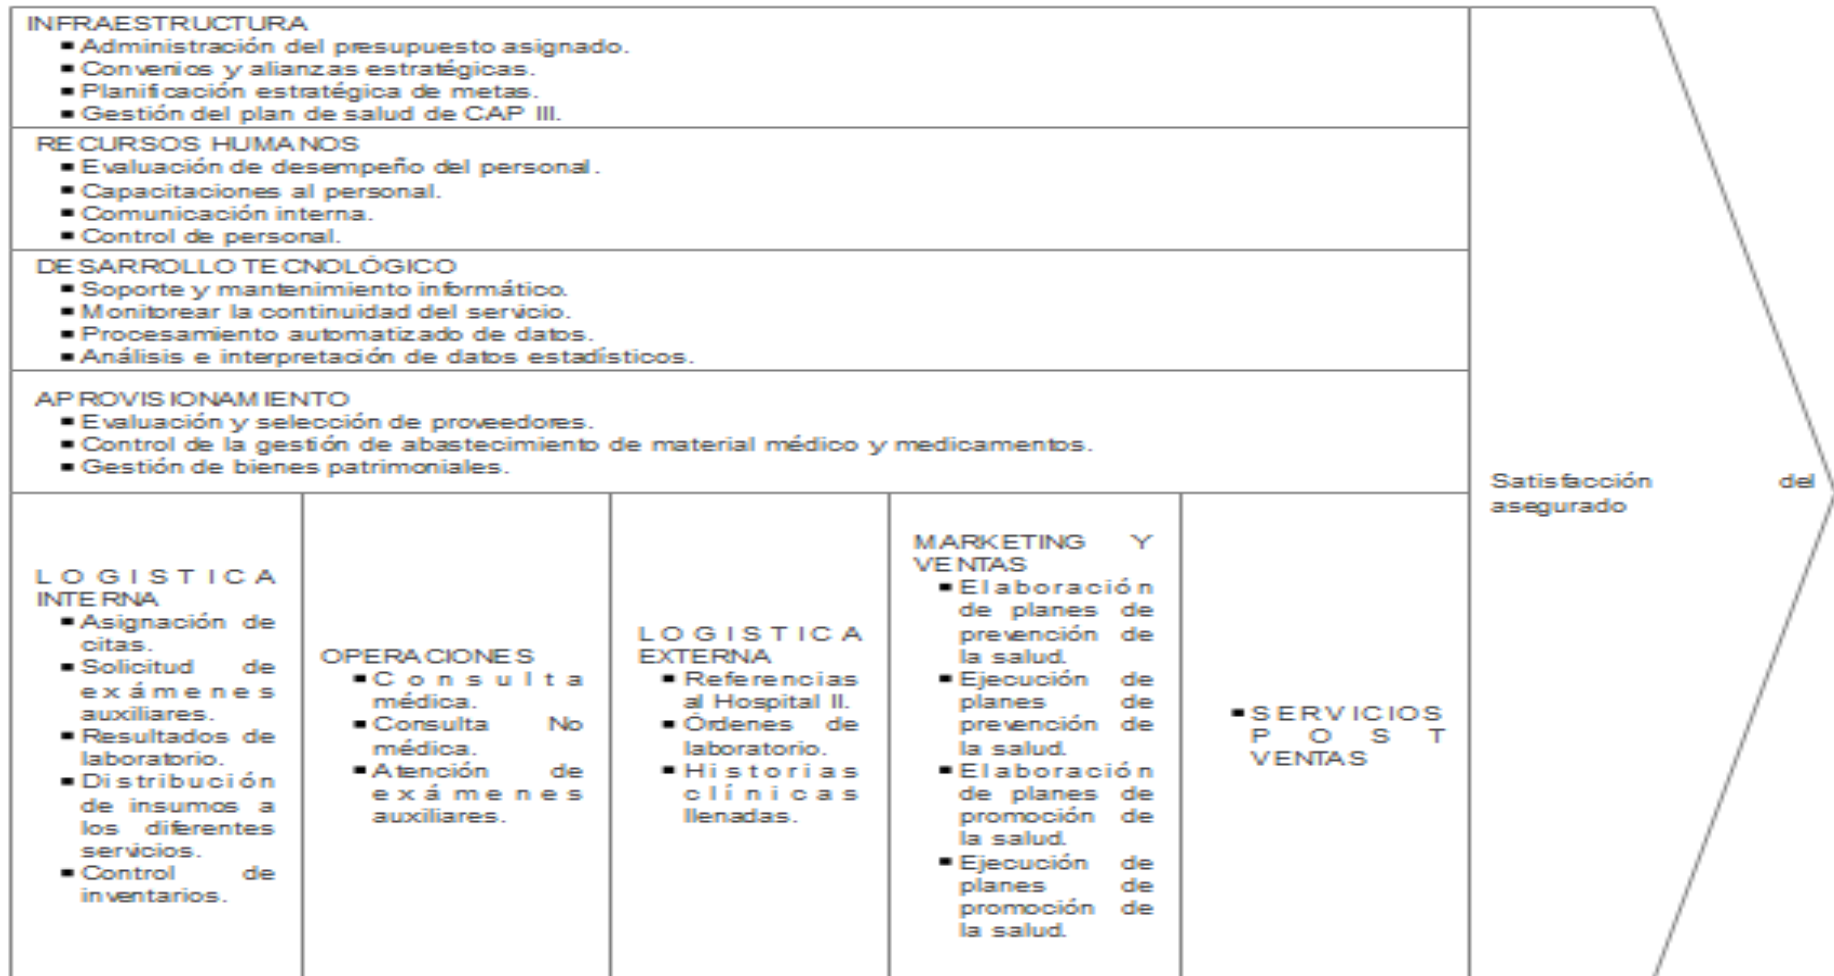 INFRAESTRUCTURA
▪ Administración del presupuesto asignado.
▪ Convenios y alianzas estratégicas.
▪ Planificación estratégica de metas.
▪ Gestión del plan de salud de CAP III.
RECURSOS HUMANOS
▪ Evaluación de desempeño del personal.
▪ Capacitaciones al personal.
▪ Comunicación interna.
▪ Control de personal.
DESARROLLO TECNOLÓGICO
▪ Soporte y mantenimiento informático.
▪ Monitorear la continuidad del servicio.
▪ Procesamiento automatizado de datos.
▪ Análisis e interpretación de datos estadísticos.
APROVISIONAMIENTO
▪ Evaluación y selección de proveedores.
▪ Control de la gestión de abastecimiento de material médico y medicamentos.
▪ Gestión de bienes patrimoniales.
LOGISTICA
INTERNA
▪ Asignación de
citas.
▪ Solicitud de
exámenes
auxiliares.
▪ Resultados de
laboratorio.
▪ Distribución
de insumos a
los diferentes
servicios.
▪ Control de
inventarios.
OPERACIONES
▪ Consulta
médica.
▪ Consulta No
médica.
▪ Atención de
exámenes
auxiliares.
LOGISTICA
EXTERNA
▪ Referencias
al Hospital II.
▪ Órdenes de
laboratorio.
▪ Historias
clínicas
llenadas.
MARKETING Y
VENTAS
▪ Elaboración
de planes de
prevención de
la salud.
▪ Ejecución de
planes de
prevención de
la salud.
▪ Elaboración
de planes de
promoción de
la salud.
▪ Ejecución de
planes de
promoción de
la salud.
▪ SERVICIOS
POST
VENTAS
Satisfacción del
asegurado